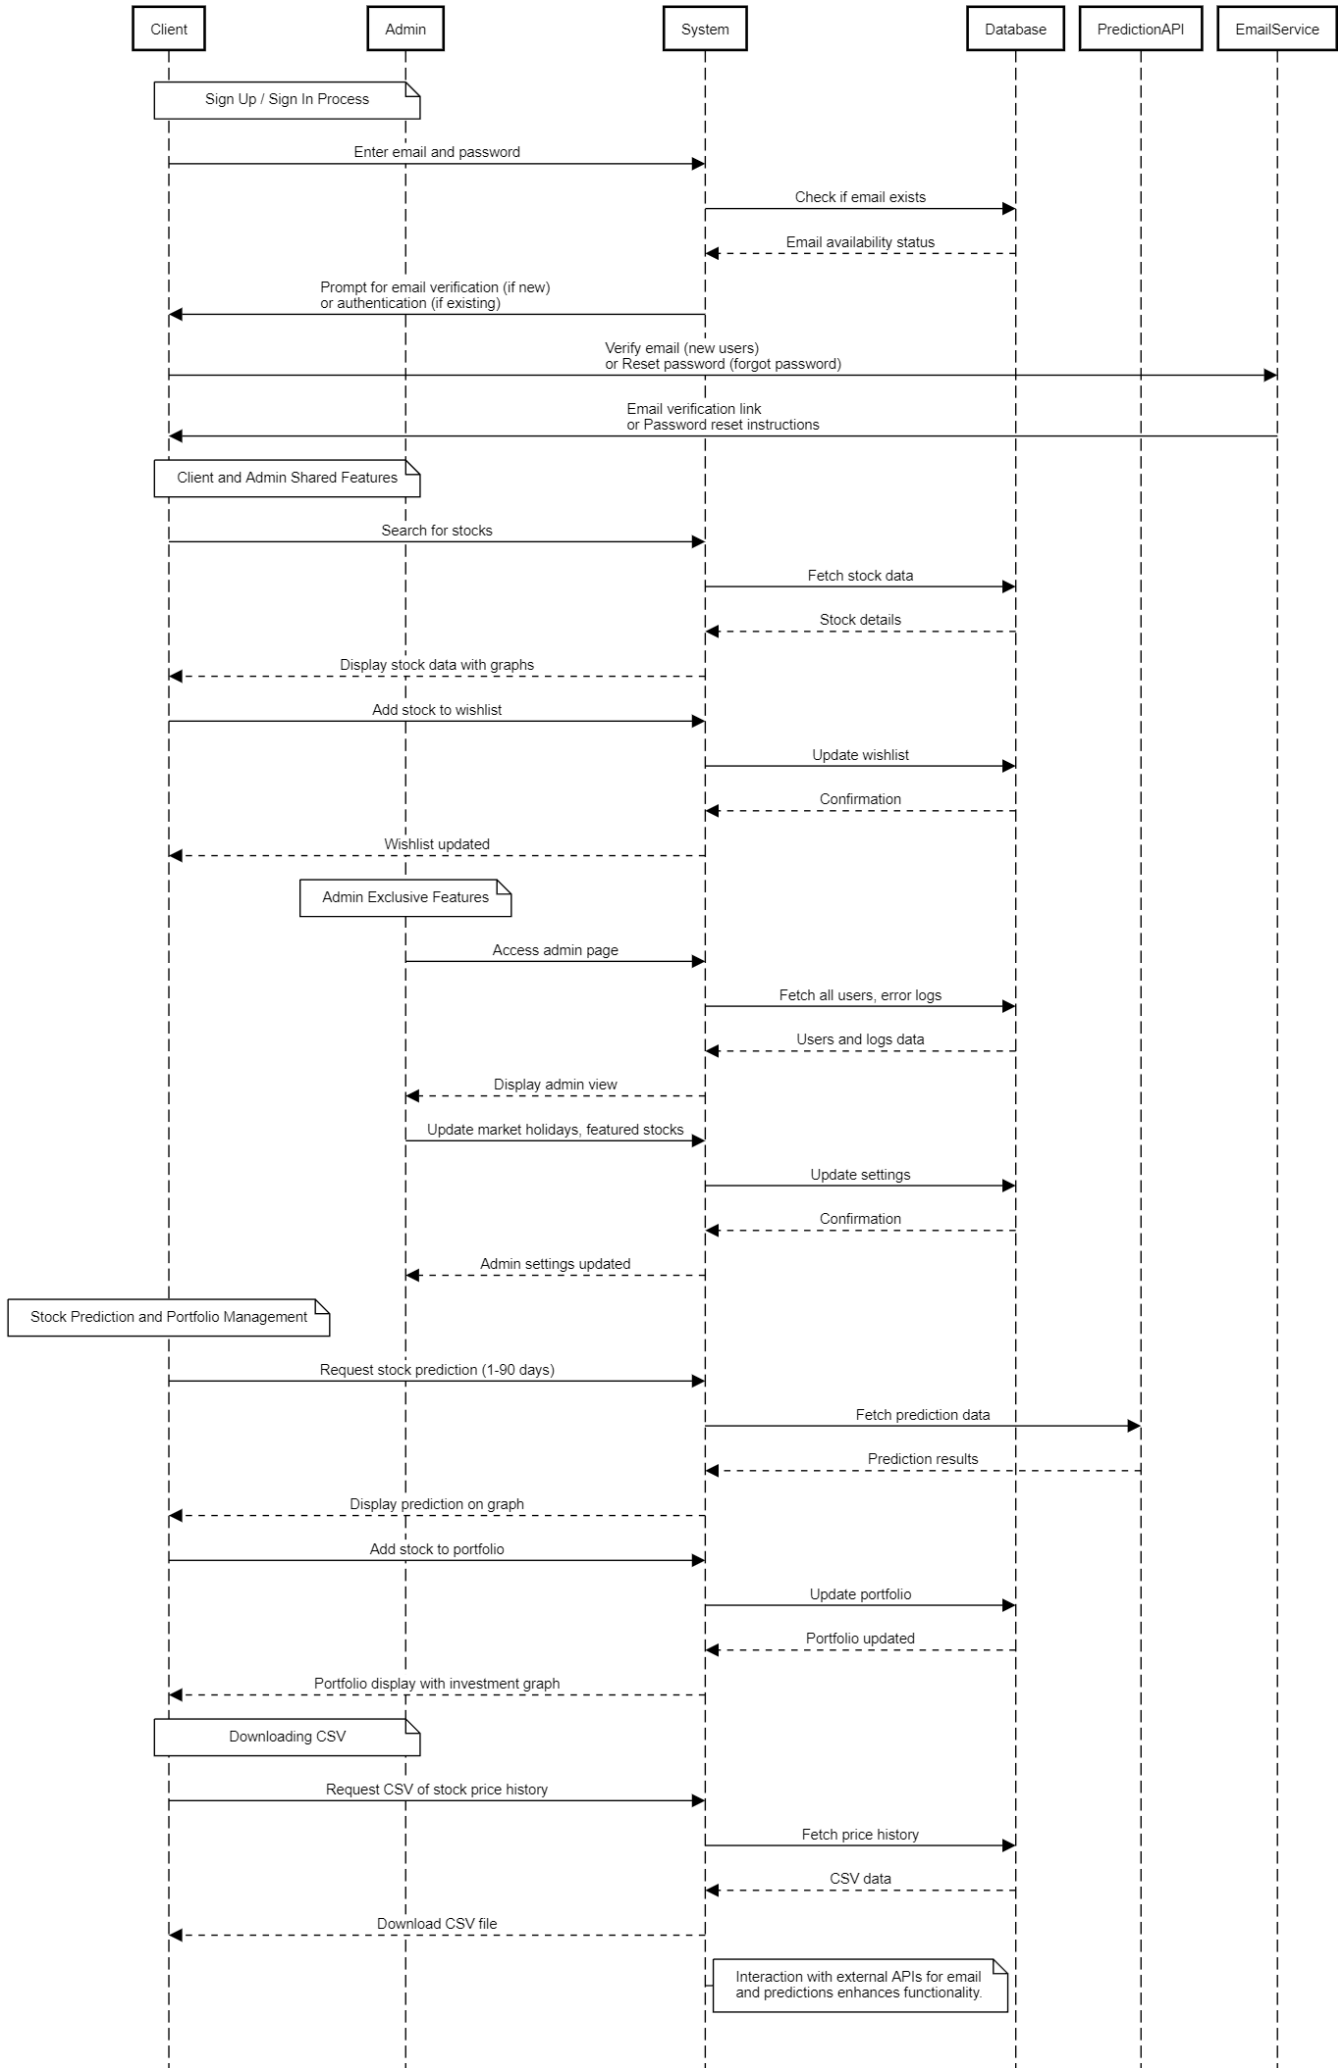 Client
Admin
System
Database
PredictionAPI
EmailService
Sign Up / Sign In Process
Enter email and password
Check if email exists
Email availability status
Prompt for email verification (if new)
or authentication (if existing)
Verify email (new users)
or Reset password (forgot password)
Email verification link
or Password reset instructions
Client and Admin Shared Features
Search for stocks
Fetch stock data
Stock details
Display stock data with graphs
Add stock to wishlist
Update wishlist
Confirmation
Wishlist updated
Admin Exclusive Features
Access admin page
Fetch all users, error logs
Users and logs data
Display admin view
Update market holidays, featured stocks
Update settings
Confirmation
Admin settings updated
Stock Prediction and Portfolio Management
Request stock prediction (1-90 days)
Fetch prediction data
Prediction results
Display prediction on graph
Add stock to portfolio
Update portfolio
Portfolio updated
Portfolio display with investment graph
Downloading CSV
Request CSV of stock price history
Fetch price history
CSV data
Download CSV file
Interaction with external APIs for email
and predictions enhances functionality.